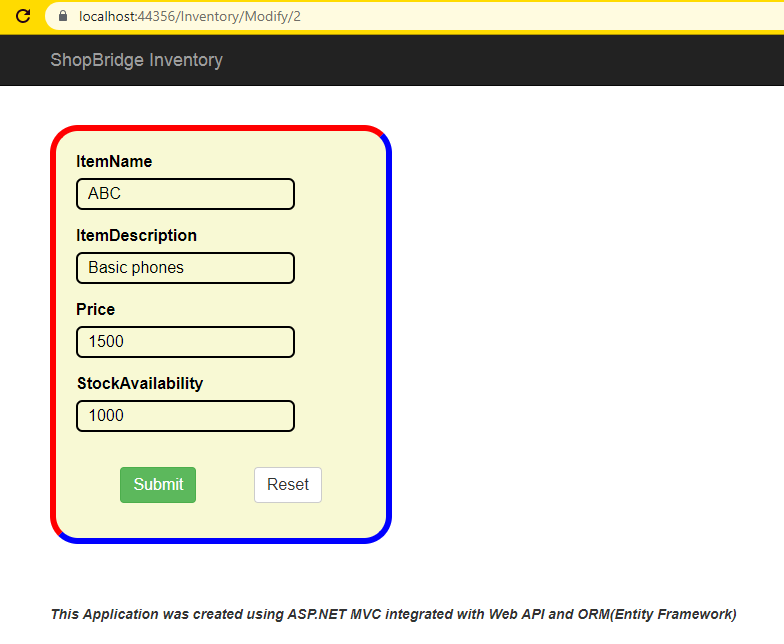 localhost:44356/Inventory/Modify/2
ShopBridge Inventory
ItemName
ABC
ItemDescription
Basic phones
Price
1500
StockAvailability
1000
Submit Reset
This Application was created using ASP.NET MVC integrated with Web API and ORM(Entity Framework)